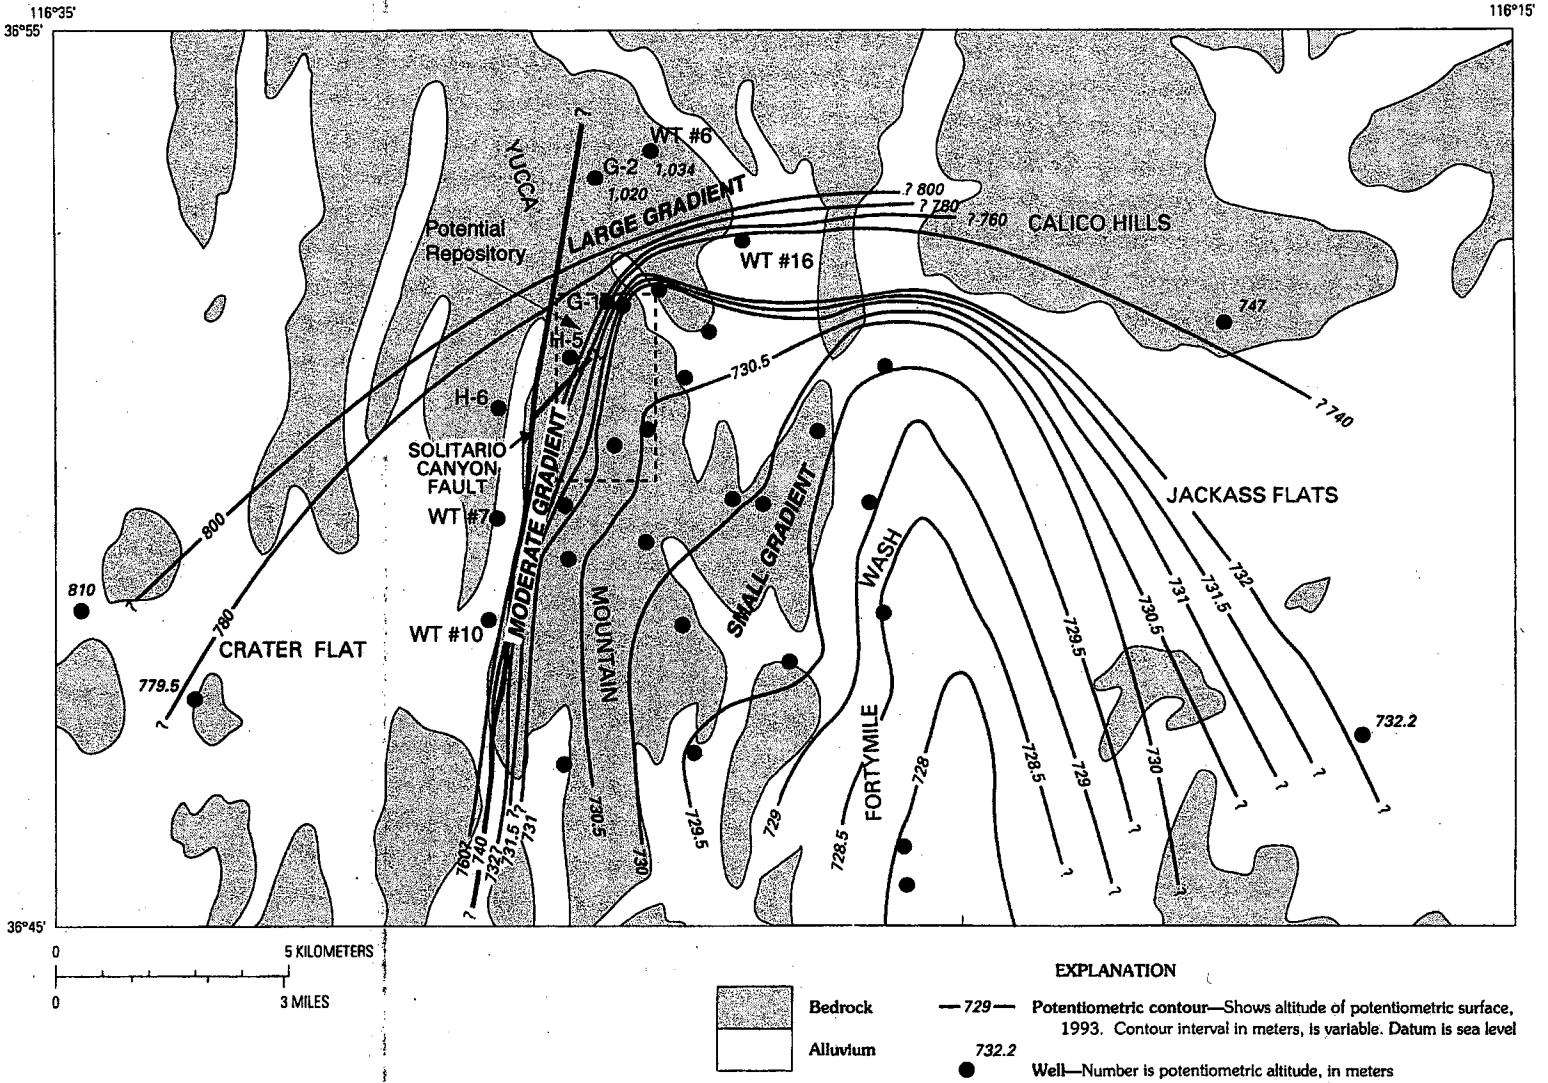 116°35'
116°15'
36°55'
WT #6
1,034
G-2
1,020
YUCCA
LARGE GRADIENT
? 800
? 780
? 760
CALICO HILLS
Potential
Repository
WT #16
747
? 740
H-5
730.5
H-6
SOLITARIO
CANYON
FAULT
MODERATE GRADIENT
WT #7
800
JACKASS FLATS
SMALL GRADIENT
WASH
810
?
WT #10
MOUNTAIN
780
CRATER FLAT
732
731.5
731
730.5
729.5
779.5
?
732.2
FORTYMILE
728
728.5
729
730
?
?
?
?
?
?
?
?
760?
740
732?
731.5 ?
731
730.5
730
729.5
729
728.5
?
36°45'
0
5 KILOMETERS
0
3 MILES
EXPLANATION
Bedrock
Alluvium
729
Potentiometric contour—Shows altitude of potentiometric surface,
1993. Contour interval in meters, is variable. Datum is sea level
732.2
Well—Number is potentiometric altitude, in meters